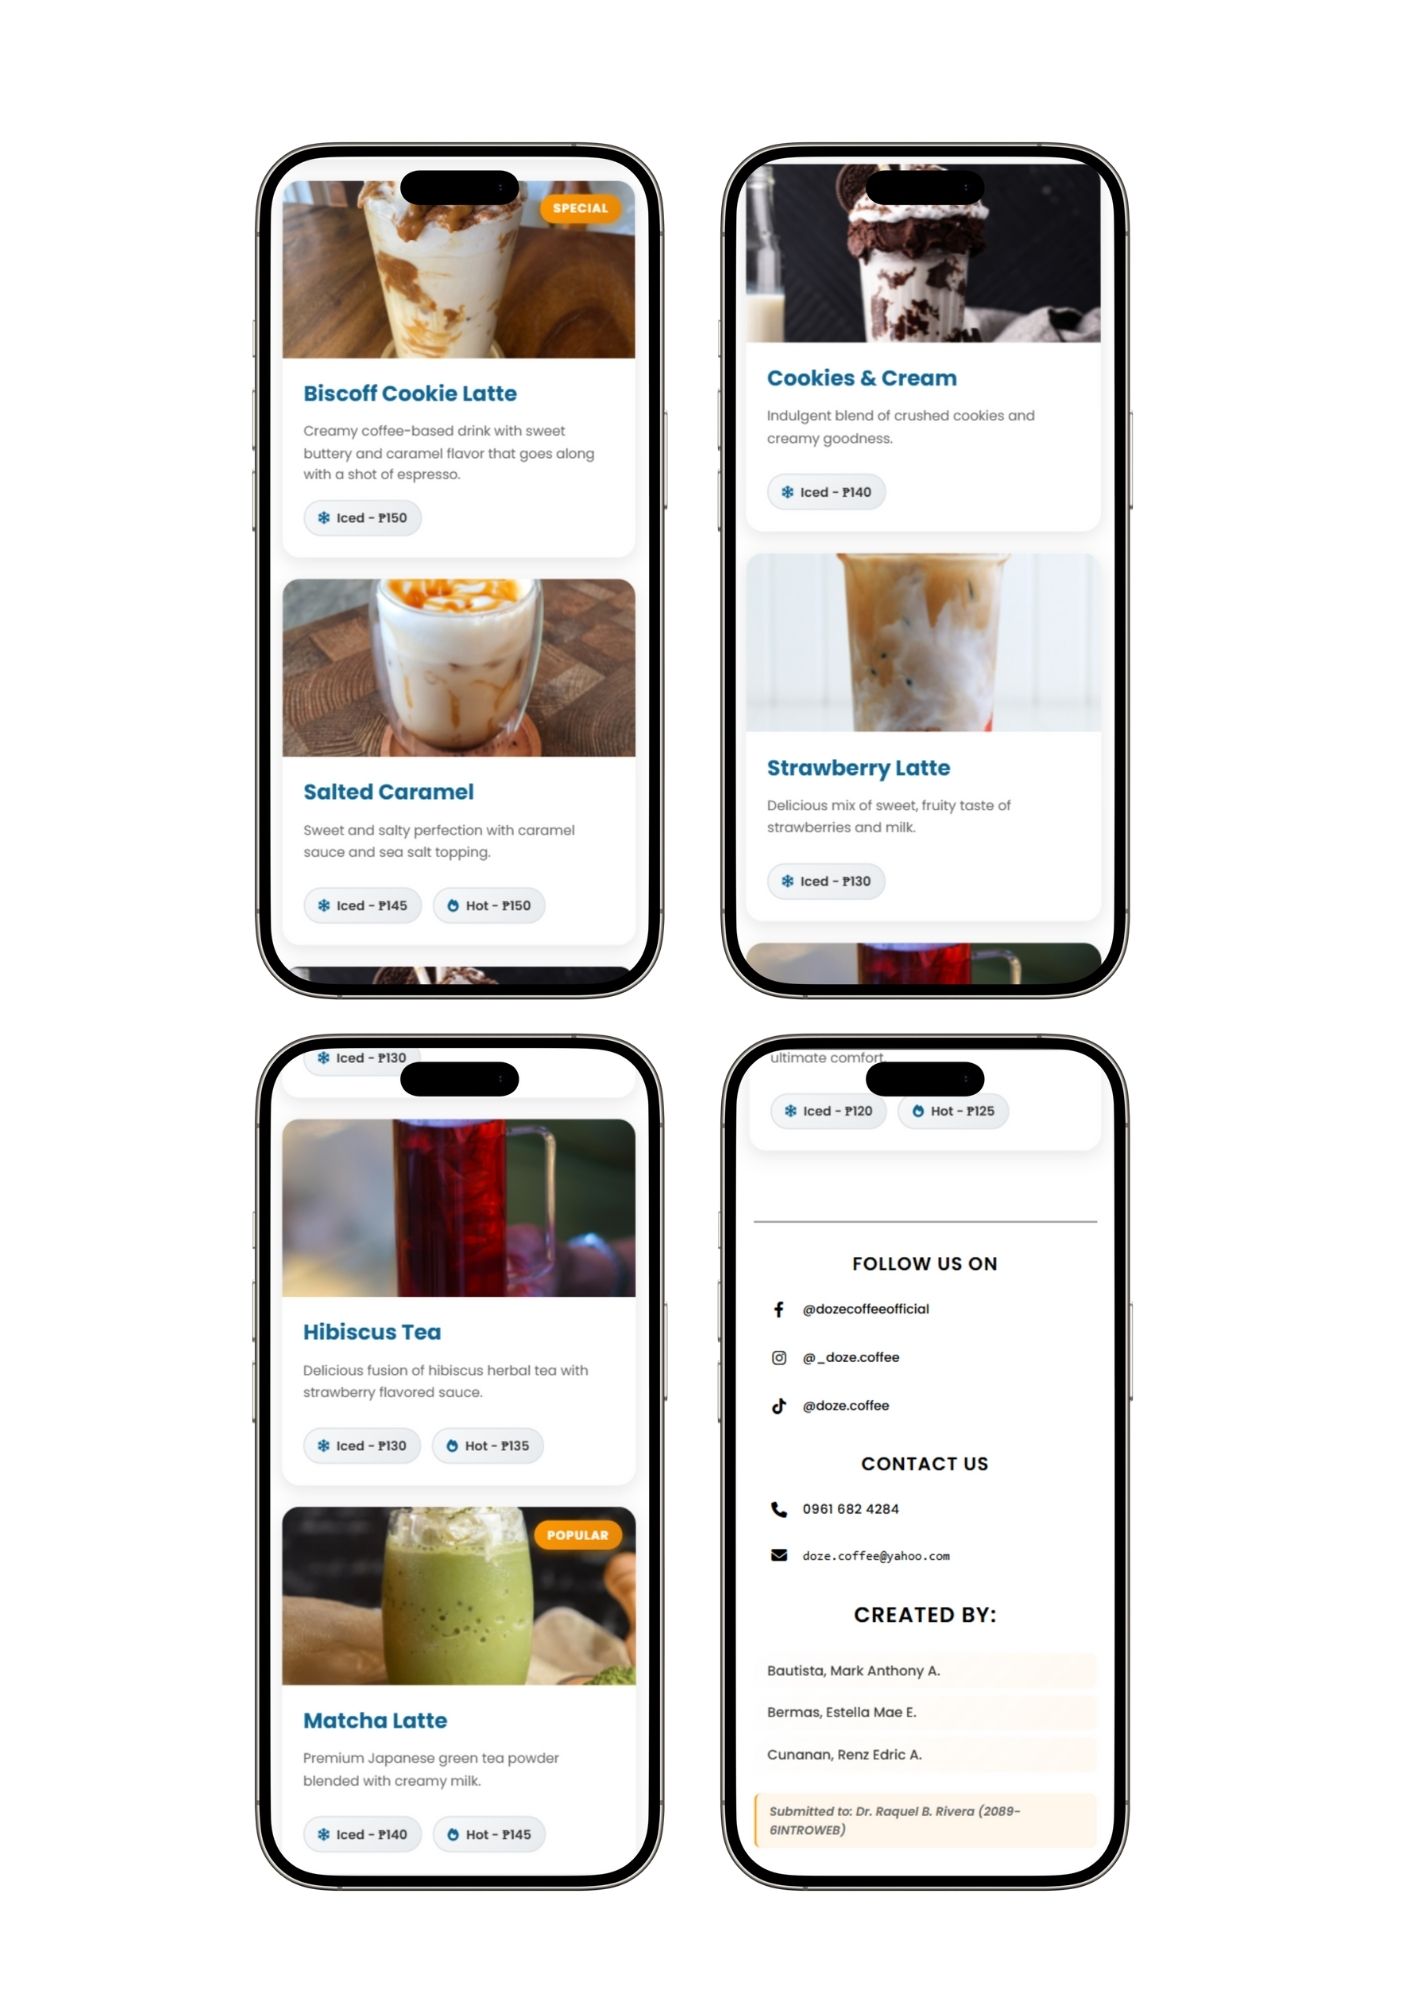 SPECIAL
Biscoff Cookie Latte
Creamy coffee-based drink with sweet
buttery and caramel flavor that goes along
with a shot of espresso.
Iced - ₱150
Salted Caramel
Sweet and salty perfection with caramel
sauce and sea salt topping.
Iced - ₱145
Hot - ₱150
Cookies & Cream
Indulgent blend of crushed cookies and
creamy goodness.
Iced - ₱140
Strawberry Latte
Delicious mix of sweet, fruity taste of
strawberries and milk.
Iced - ₱130
Iced - ₱130
Hibiscus Tea
Delicious fusion of hibiscus herbal tea with
strawberry flavored sauce.
Iced - ₱130
Hot - ₱135
POPULAR
Matcha Latte
Premium Japanese green tea powder
blended with creamy milk.
Iced - ₱140
Hot - ₱145
ultimate comfort.
Iced - ₱120
Hot - ₱125
FOLLOW US ON
@dozecoffeeofficial
@_doze.coffee
@doze.coffee
CONTACT US
0961 682 4284
doze.coffee@yahoo.com
CREATED BY:
Bautista, Mark Anthony A.
Bermas, Estella Mae E.
Cunanan, Renz Edric A.
Submitted to: Dr. Raquel B. Rivera (2089-
6INTROWEB)